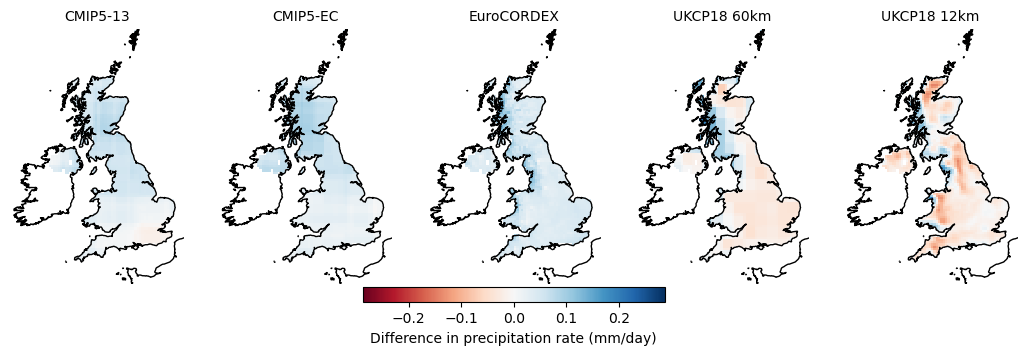 CMIP5-13
CMIP5-EC
EuroCORDEX
UKCP18 60km
UKCP18 12km
−0.2
−0.1
0.0
0.1
0.2
Difference in precipitation rate (mm/day)